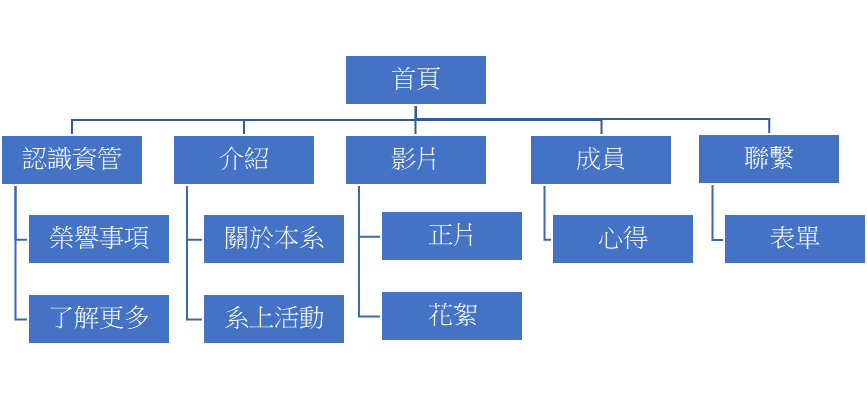 首頁
認識資管
介紹
影片
成員
聯繫
榮譽事項
關於本系
正片
心得
表單
了解更多
系上活動
花絮